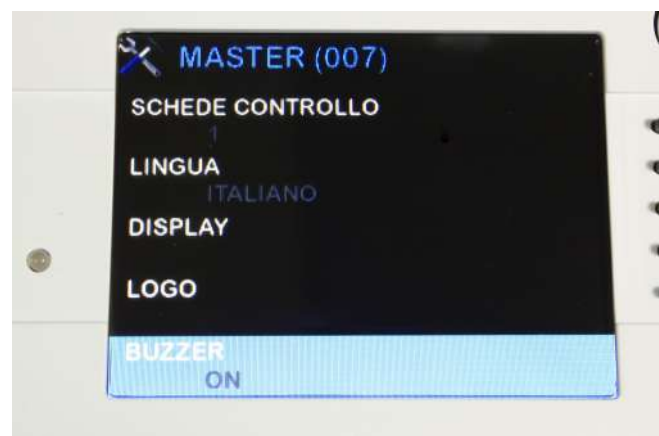 MASTER (007)
SCHEDE CONTROLLO
1
LINGUA
ITALIANO
DISPLAY
LOGO
BUZZER
ON